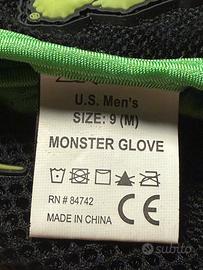 U.S. Men's
SIZE: 9 (M)
MONSTER GLOVE
RN # 84742
MADE IN CHINA CE
subito